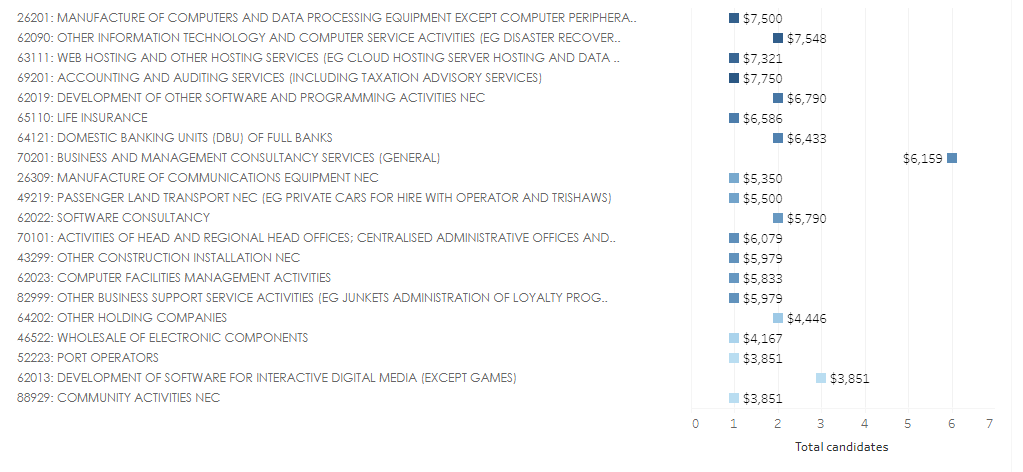 26201: MANUFACTURE OF COMPUTERS AND DATA PROCESSING EQUIPMENT EXCEPT COMPUTER PERIPHERA.. $7,500
62090: OTHER INFORMATION TECHNOLOGY AND COMPUTER SERVICE ACTIVITIES (EG DISASTER RECOVER.. $7,548
63111: WEB HOSTING AND OTHER HOSTING SERVICES (EG CLOUD HOSTING SERVER HOSTING AND DATA .. $7,321
69201: ACCOUNTING AND AUDITING SERVICES (INCLUDING TAXATION ADVISORY SERVICES) $7,750
62019: DEVELOPMENT OF OTHER SOFTWARE AND PROGRAMMING ACTIVITIES NEC $6,790
65110: LIFE INSURANCE $6,586
64121: DOMESTIC BANKING UNITS (DBU) OF FULL BANKS $6,433
70201: BUSINESS AND MANAGEMENT CONSULTANCY SERVICES (GENERAL) $6,159
26309: MANUFACTURE OF COMMUNICATIONS EQUIPMENT NEC $5,350
49219: PASSENGER LAND TRANSPORT NEC (EG PRIVATE CARS FOR HIRE WITH OPERATOR AND TRISHAWS) $5,500
62022: SOFTWARE CONSULTANCY $5,790
70101: ACTIVITIES OF HEAD AND REGIONAL HEAD OFFICES; CENTRALISED ADMINISTRATIVE OFFICES AND.. $6,079
43299: OTHER CONSTRUCTION INSTALLATION NEC $5,979
62023: COMPUTER FACILITIES MANAGEMENT ACTIVITIES $5,833
82999: OTHER BUSINESS SUPPORT SERVICE ACTIVITIES (EG JUNKETS ADMINISTRATION OF LOYALTY PROG.. $5,979
64202: OTHER HOLDING COMPANIES $4,446
46522: WHOLESALE OF ELECTRONIC COMPONENTS $4,167
52223: PORT OPERATORS $3,851
62013: DEVELOPMENT OF SOFTWARE FOR INTERACTIVE DIGITAL MEDIA (EXCEPT GAMES) $3,851
88929: COMMUNITY ACTIVITIES NEC $3,851
0 1 2 3 4 5 6 7
Total candidates